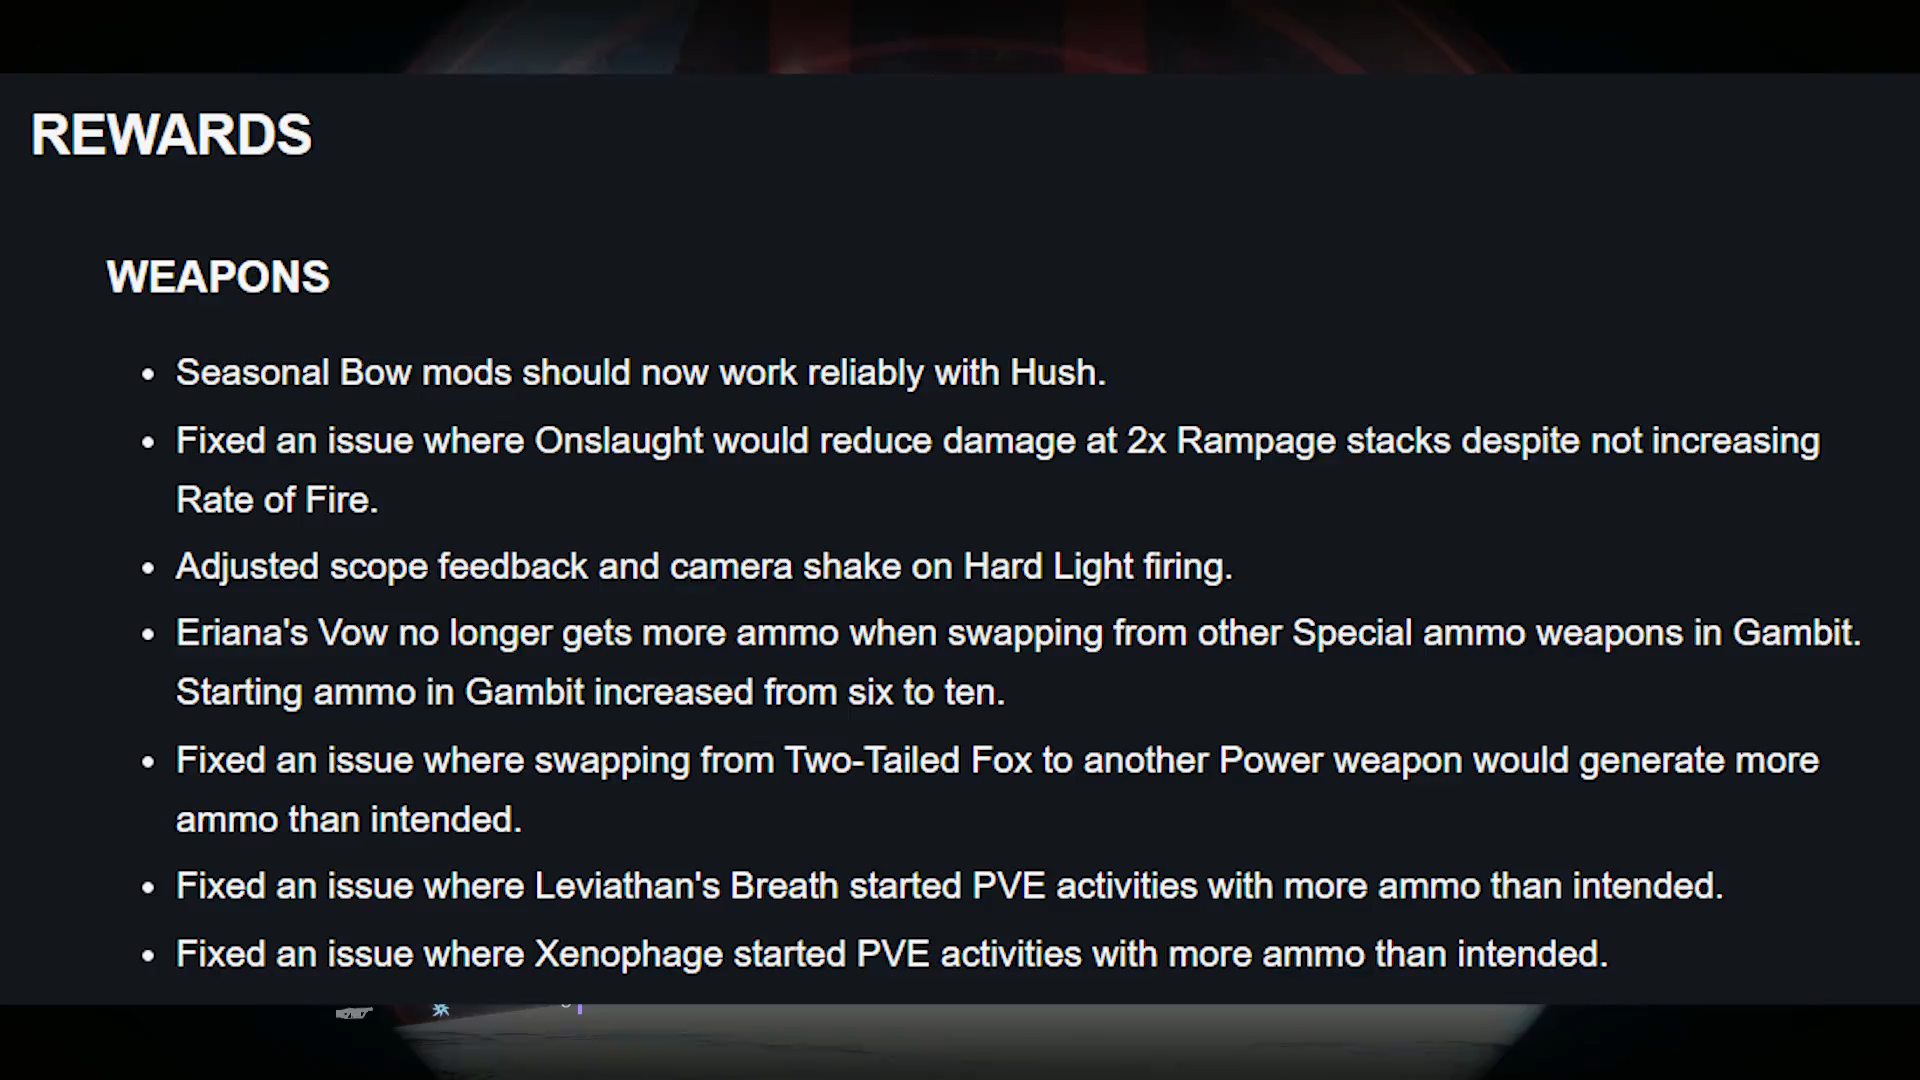 REWARDS
WEAPONS
• Seasonal Bow mods should now work reliably with Hush.
• Fixed an issue where Onslaught would reduce damage at 2x Rampage stacks despite not increasing
Rate of Fire.
• Adjusted scope feedback and camera shake on Hard Light firing.
• Eriana's Vow no longer gets more ammo when swapping from other Special ammo weapons in Gambit.
Starting ammo in Gambit increased from six to ten.
• Fixed an issue where swapping from Two-Tailed Fox to another Power weapon would generate more
ammo than intended.
• Fixed an issue where Leviathan's Breath started PVE activities with more ammo than intended.
• Fixed an issue where Xenophage started PVE activities with more ammo than intended.